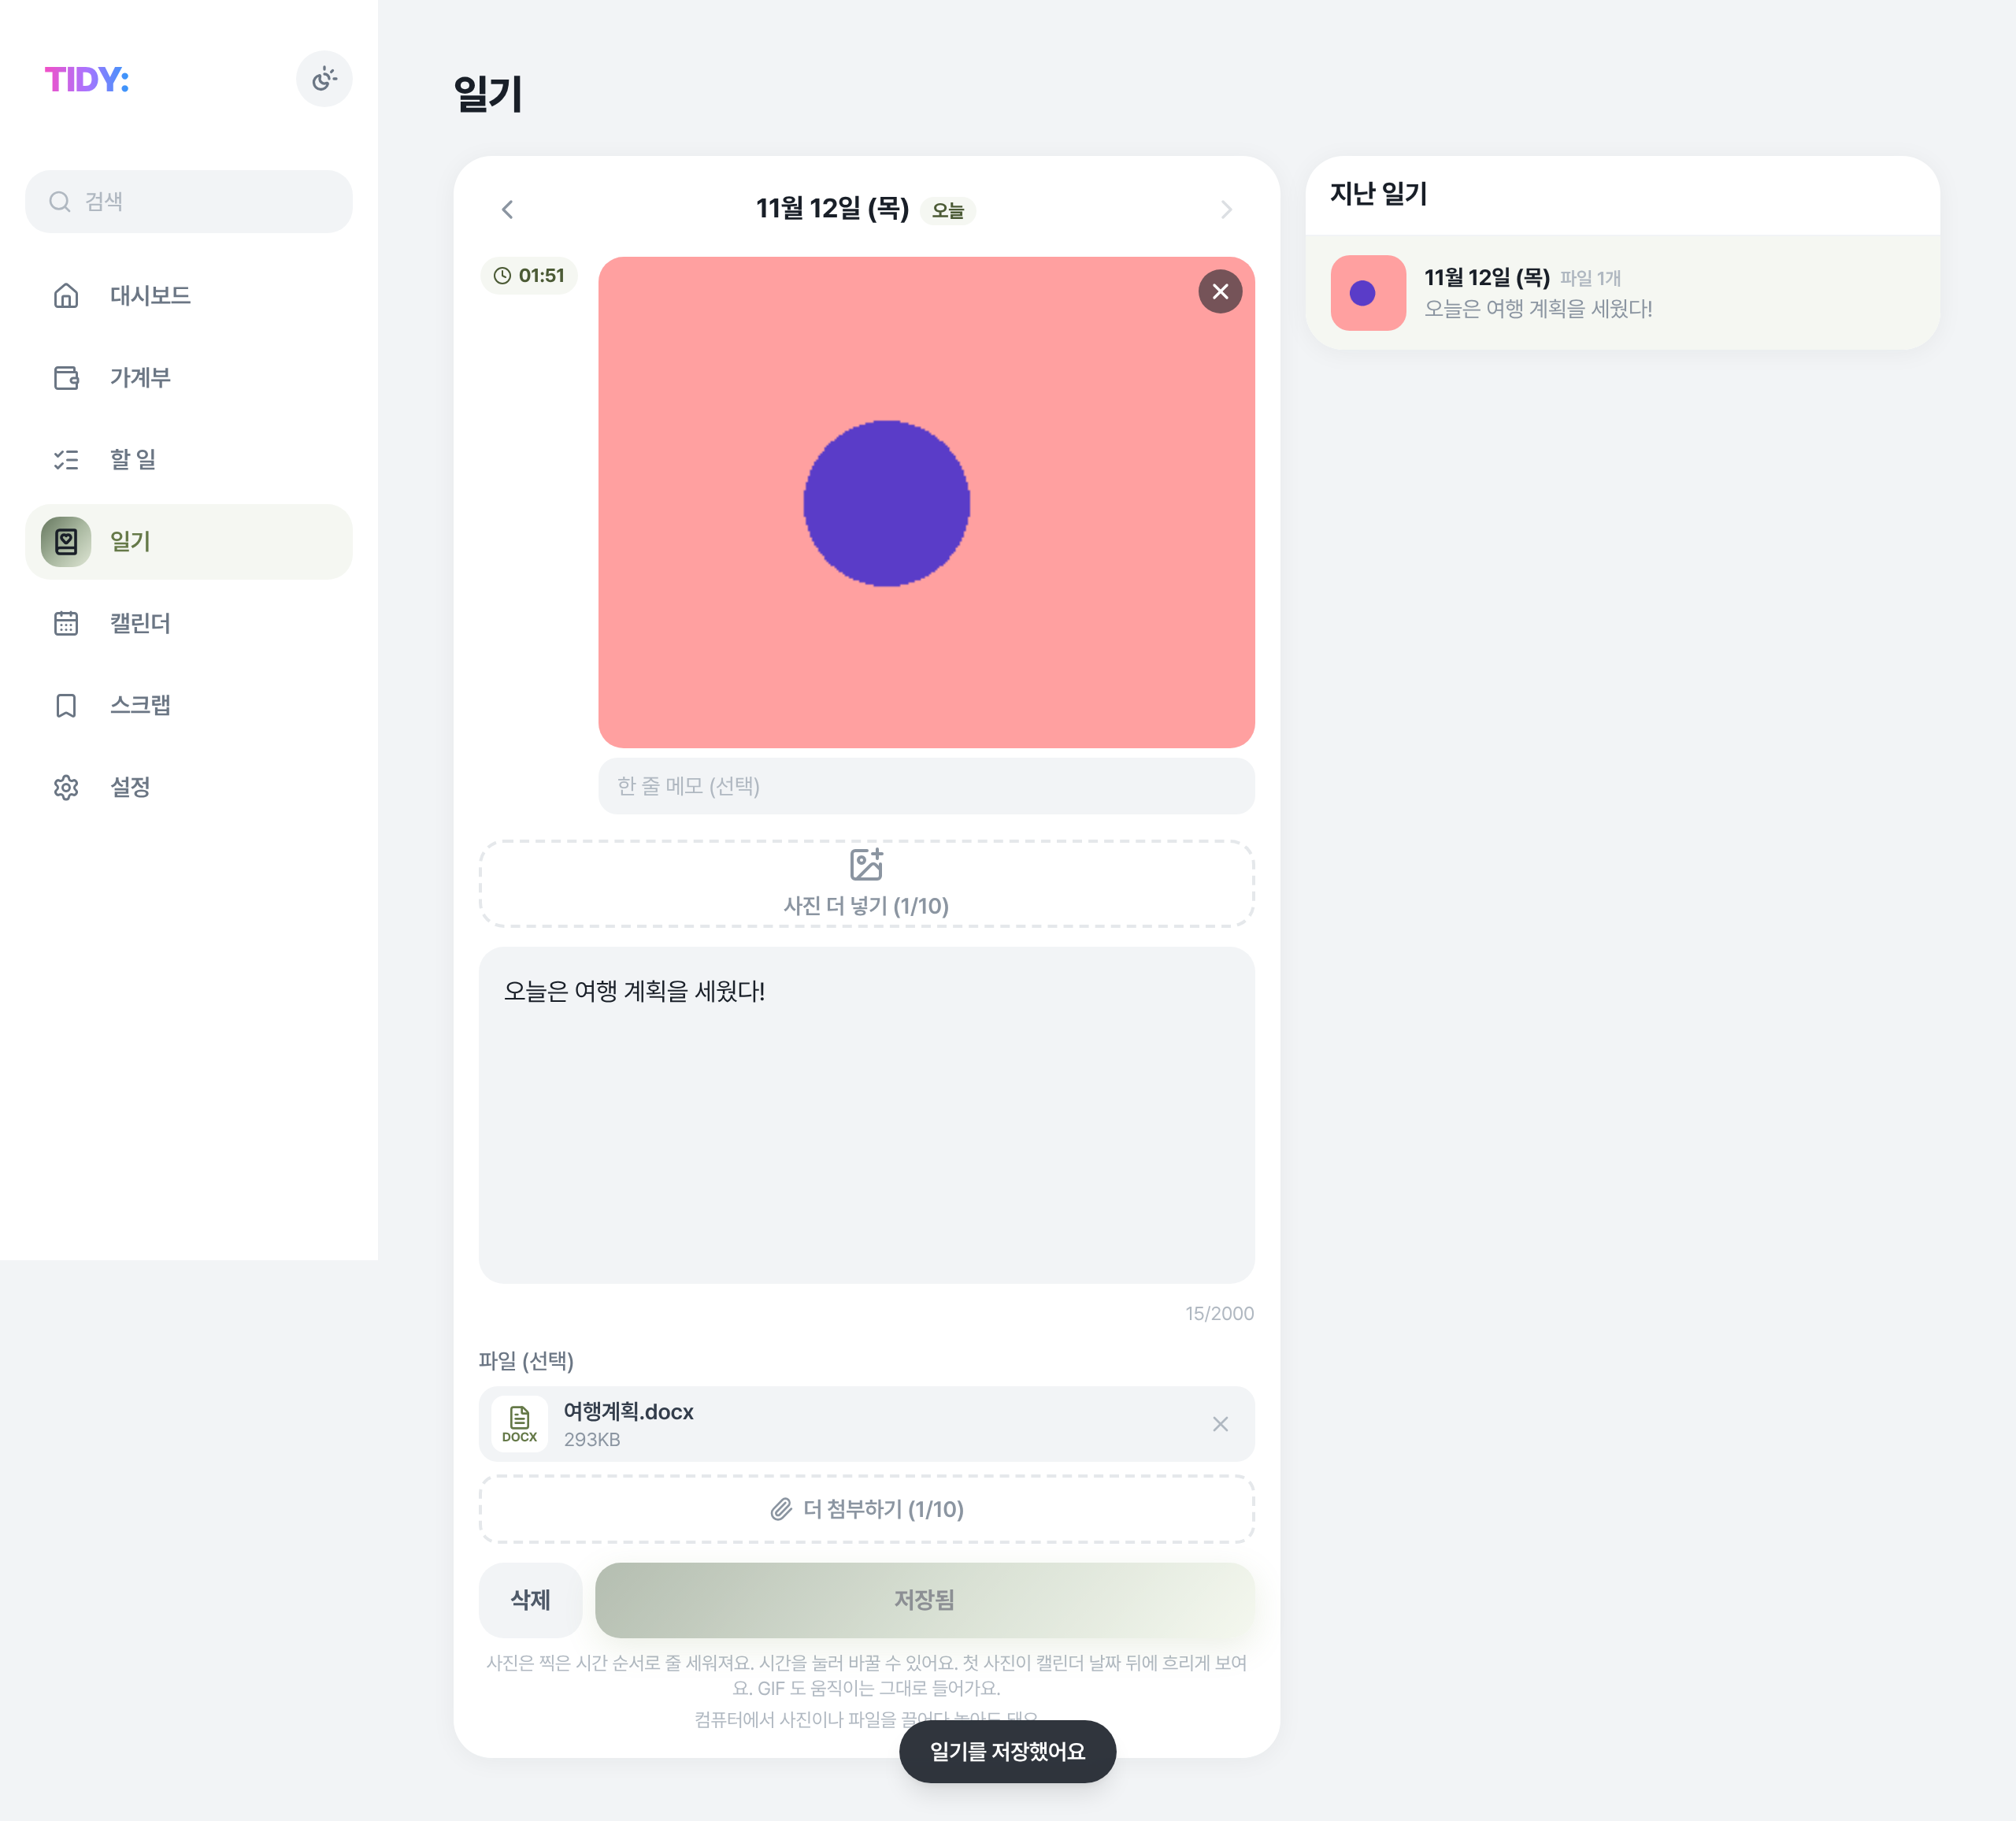 TIDY:
검색
대시보드
가계부
할 일
일기
캘린더
스크랩
설정
일기
11월 12일 (목) 오늘
01:51
한 줄 메모 (선택)
사진 더 넣기 (1/10)
오늘은 여행 계획을 세웠다!
15/2000
파일 (선택)
DOCX
여행계획.docx
293KB
더 첨부하기 (1/10)
삭제
저장됨
사진은 찍은 시간 순서로 줄 세워져요. 시간을 눌러 바꿀 수 있어요. 첫 사진이 캘린더 날짜 뒤에 흐리게 보여
요. GIF 도 움직이는 그대로 들어가요.
컴퓨터에서 사진이나 파일을
일기를 저장했어요
지난 일기
11월 12일 (목) 파일 1개
오늘은 여행 계획을 세웠다!